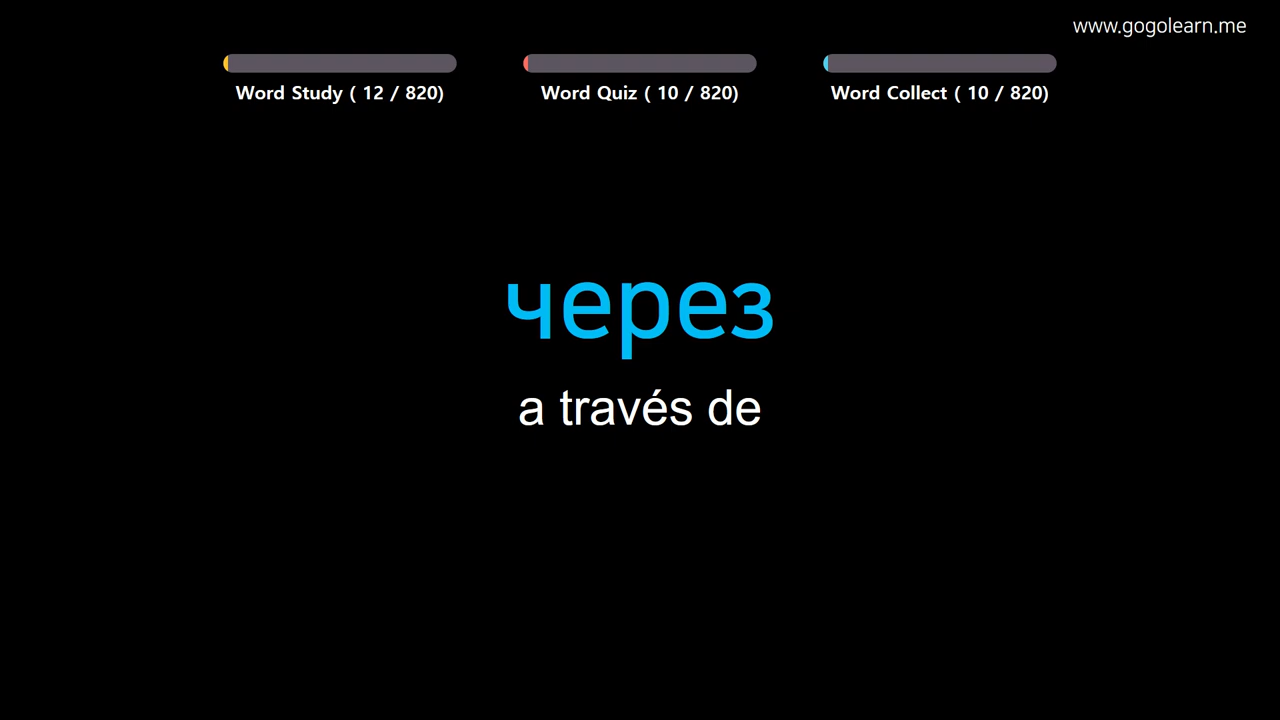 www.gogolearn.me
Word Study ( 12 / 820)
Word Quiz ( 10 / 820)
Word Collect ( 10 / 820)
через
a través de